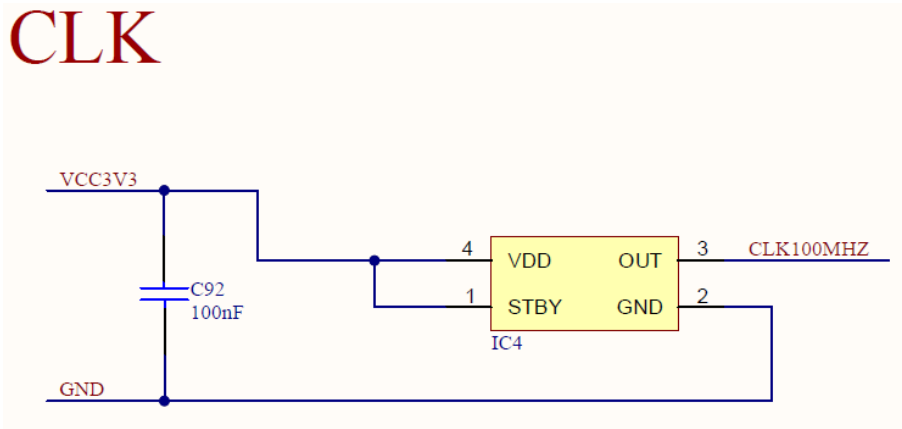 CLK
VCC3V3
4 VDD OUT 3 CLK100MHZ
C92
100nF
1 STBY GND 2
IC4
GND